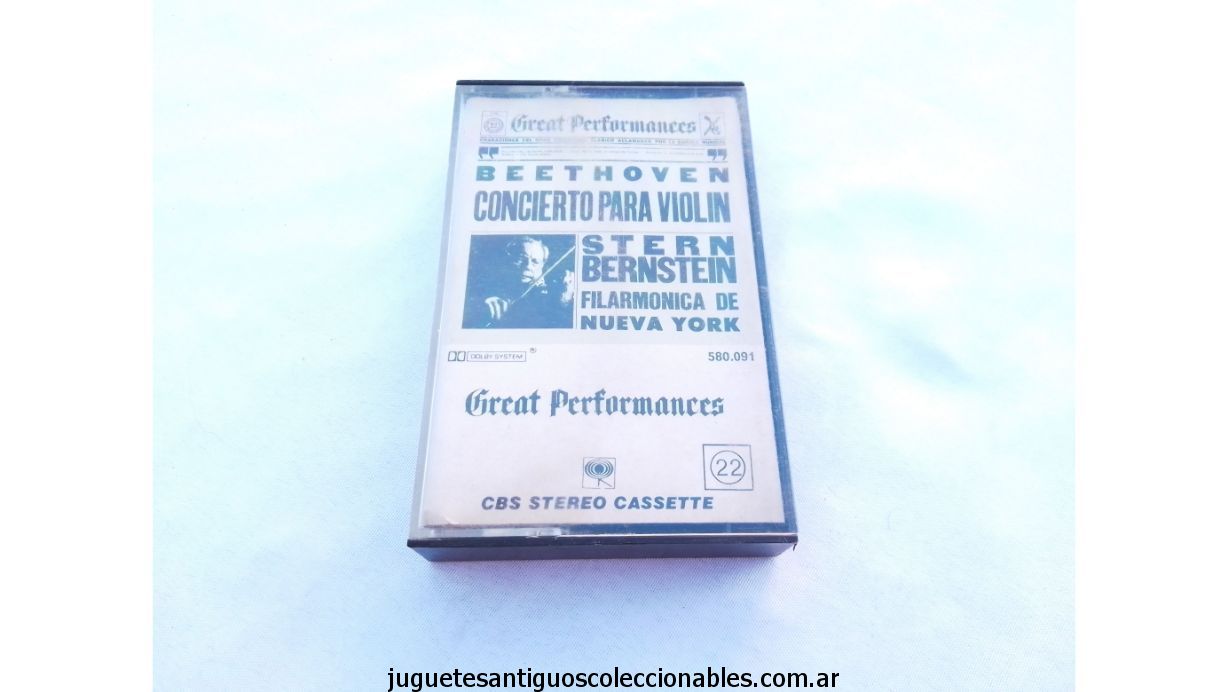 Great Performances
BEETHOVEN
CONCIERTO PARA VIOLIN
STERN
BERNSTEIN
FILARMONICA DE
NUEVA YORK
DOLBY SYSTEM ®
580.091
Great Performances
22
CBS STEREO CASSETTE
juguetesantiguoscoleccionables.com.ar